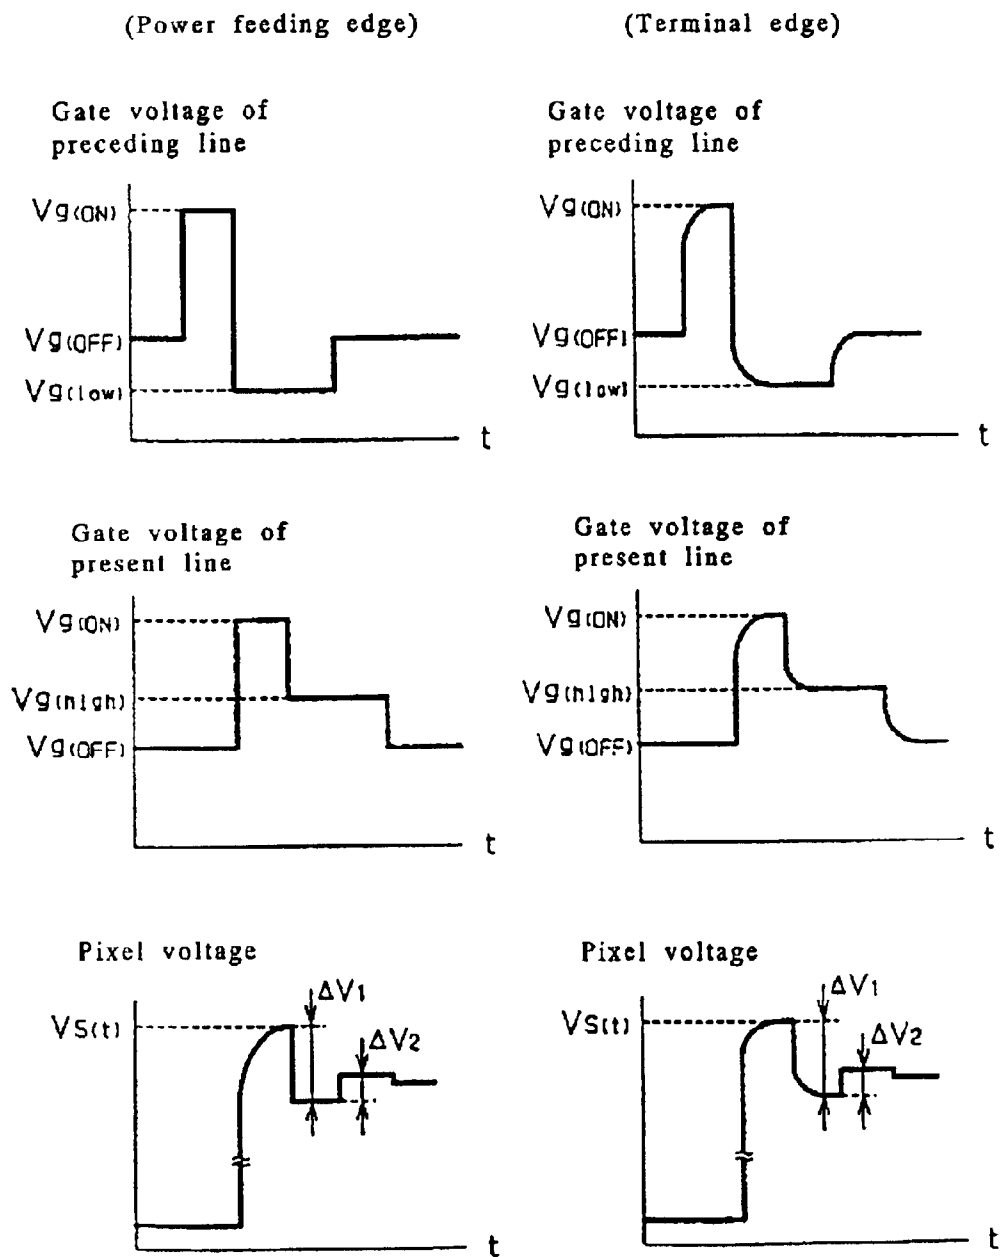 (Power feeding edge)
(Terminal edge)
Gate voltage of
preceding line
Vg(ON)
Vg(OFF)
Vg(low)
t
Gate voltage of
preceding line
Vg(ON)
Vg(OFF)
Vg(low)
t
Gate voltage of
present line
Vg(ON)
Vg(high)
Vg(OFF)
t
Gate voltage of
present line
Vg(ON)
Vg(high)
Vg(OFF)
t
Pixel voltage
VS(t)
ΔV1
ΔV2
t
Pixel voltage
VS(t)
ΔV1
ΔV2
t